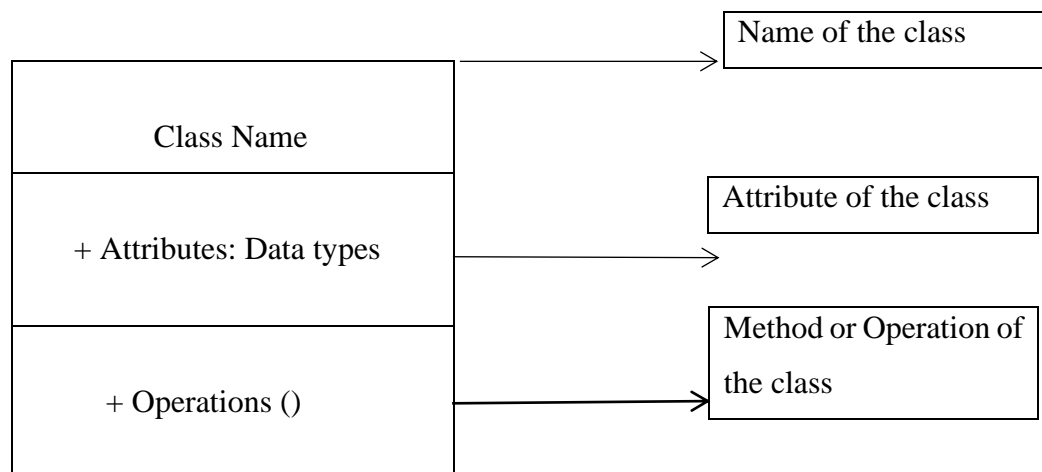 Name of the class
Class Name
Attribute of the class
+ Attributes: Data types
Method or Operation of
the class
+ Operations ()